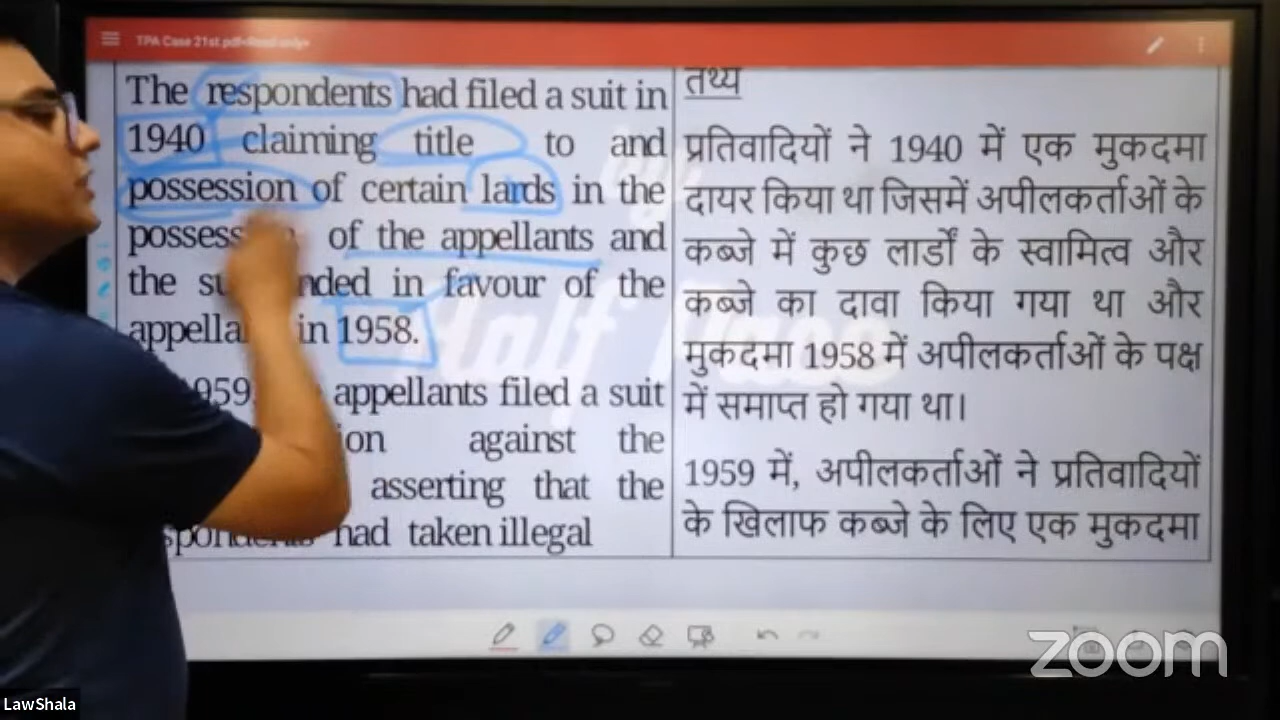 TPA Case 21st.pdf<Read only>
The respondents had filed a suit in
1940 claiming title to and
possession of certain lards in the
of the appellants and
the in favour of the
in 1958.
appellants filed a suit
against the
asserting that the
had taken illegal
तथ्य
प्रतिवादियों ने 1940 में एक मुकदमा
दायर किया था जिसमें अपीलकर्ताओं के
कब्जे में कुछ लार्डों के स्वामित्व और
कब्जे का दावा किया गया था और
मुकदमा 1958 में अपीलकर्ताओं के पक्ष
में समाप्त हो गया था।
1959 में, अपीलकर्ताओं ने प्रतिवादियों
के खिलाफ कब्जे के लिए एक मुकदमा
zoom
LawShala